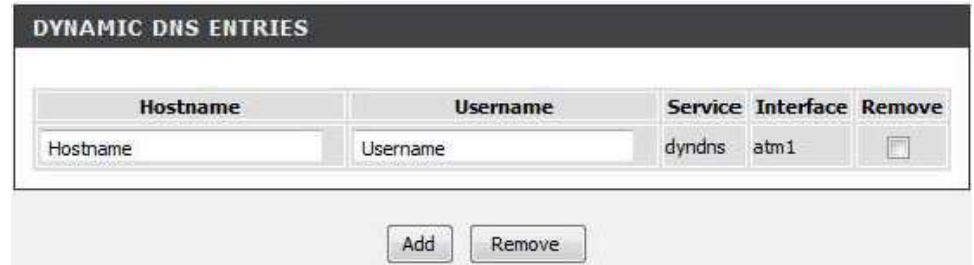 DYNAMIC DNS ENTRIES
Hostname Username Service Interface Remove
Hostname Username dyndns atm1
Add Remove